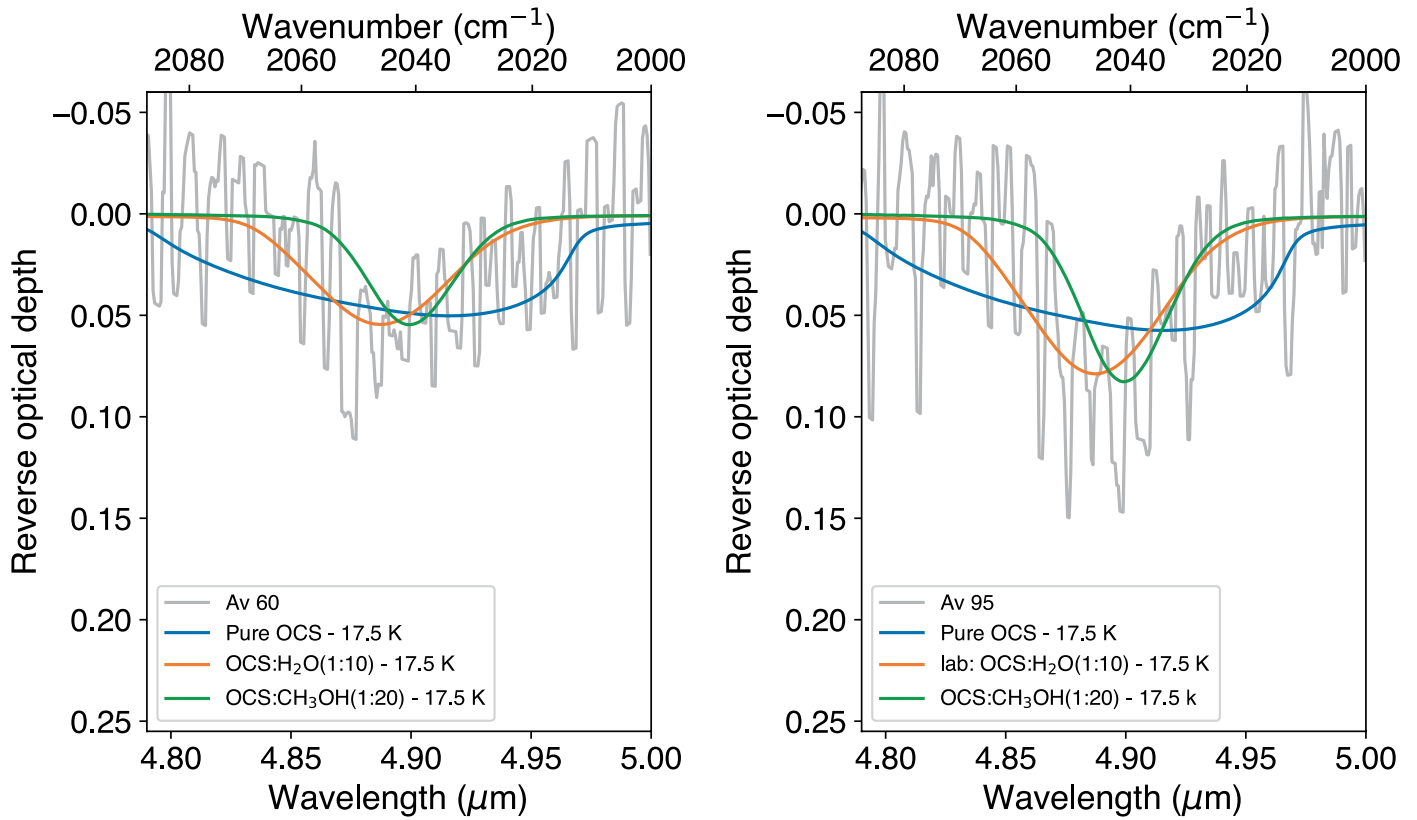 Wavenumber (cm⁻¹)
2080 2060 2040 2020 2000
Reverse optical depth
−0.05
0.00
0.05
0.10
0.15
0.20
0.25
Av 60
Pure OCS - 17.5 K
OCS:H₂O(1:10) - 17.5 K
OCS:CH₃OH(1:20) - 17.5 K
4.80 4.85 4.90 4.95 5.00
Wavelength (μm)
Wavenumber (cm⁻¹)
2080 2060 2040 2020 2000
Reverse optical depth
−0.05
0.00
0.05
0.10
0.15
0.20
0.25
Av 95
Pure OCS - 17.5 K
lab: OCS:H₂O(1:10) - 17.5 K
OCS:CH₃OH(1:20) - 17.5 k
4.80 4.85 4.90 4.95 5.00
Wavelength (μm)